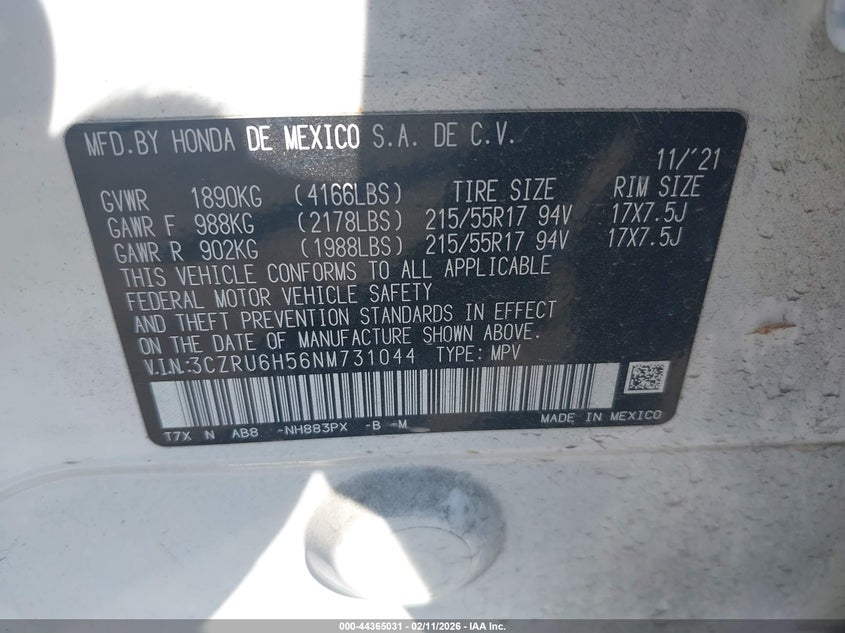 MFD.BY HONDA DE MEXICO S.A. DE C.V.
11/'21
GVWR 1890KG (4166LBS) TIRE SIZE RIM SIZE
GAWR F 988KG (2178LBS) 215/55R17 94V 17X7.5J
GAWR R 902KG (1988LBS) 215/55R17 94V 17X7.5J
THIS VEHICLE CONFORMS TO ALL APPLICABLE
FEDERAL MOTOR VEHICLE SAFETY
AND THEFT PREVENTION STANDARDS IN EFFECT
ON THE DATE OF MANUFACTURE SHOWN ABOVE.
V.I.N:3CZRU6H56NM731044 TYPE: MPV
T7X N AB8 -NH883PX -B -M
MADE IN MEXICO
000-44365031 - 02/11/2026 - IAA Inc.